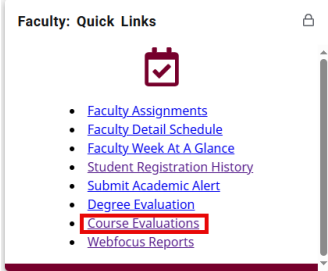 Faculty: Quick Links
Faculty Assignments
Faculty Detail Schedule
Faculty Week At A Glance
Student Registration History
Submit Academic Alert
Degree Evaluation
Course Evaluations
Webfocus Reports